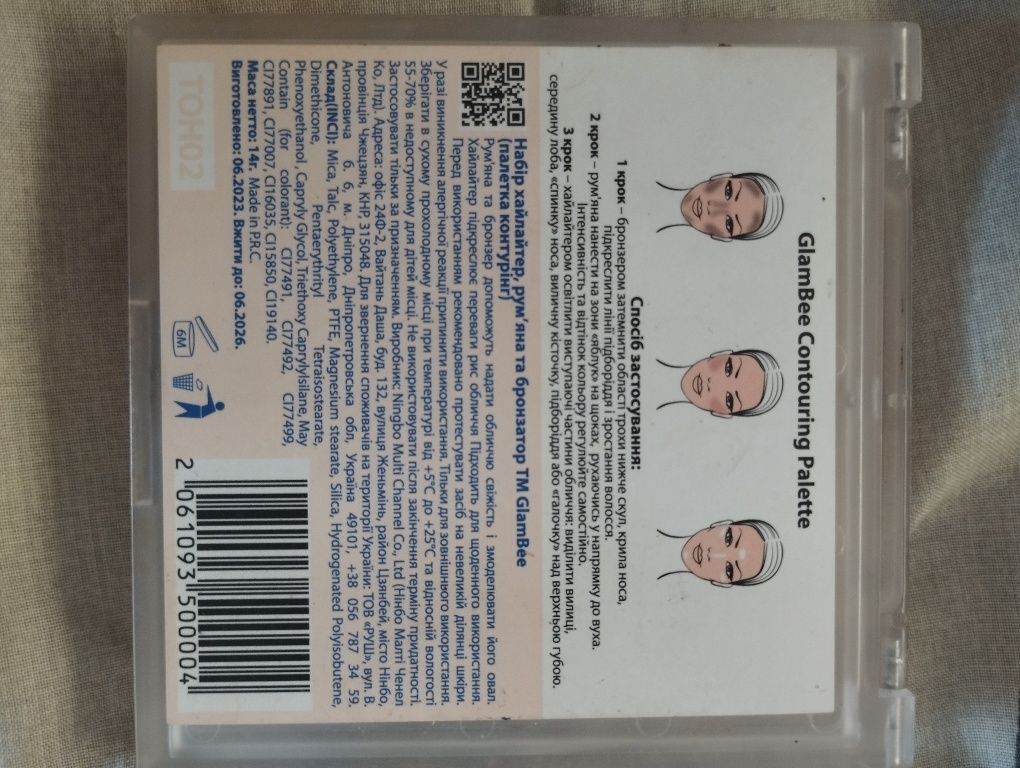 GlamBee Contouring Palette
Спосіб застосування:
1 крок – бронзером затемнити області трохи нижче скул, крила носа,
підкреслити лінії підборіддя і зростання волосся.
2 крок – рум'яна нанести на зони «яблук» на щоках, рухаючись у напрямку до вуха.
Інтенсивність та відтінок кольору регулюйте самостійно.
3 крок – хайлайтером освітлити виступаючі частини обличчя: виділити вилиці,
середину лоба, «спинку» носа, виличну кісточку, підборіддя або «галочку» над верхньою губою.
Набір хайлайтер, рум'яна та бронзатор ТМ GlamBee
(палетка контурінг)
Рум'яна та бронзер допоможуть надати обличчю свіжість і змоделювати його овал.
Хайлайтер підкреслює переваги рис обличчя Підходить для щоденного використання.
Перед використанням рекомендовано протестувати засіб на невеликій ділянці шкіри.
У разі виникнення алергічної реакції припинити використання. Тільки для зовнішнього використання.
Зберігати в сухому прохолодному місці при температурі від +5°С до +25°С та відносній вологості
55-70% в недоступному для дітей місці. Не використовувати після закінчення терміну придатності.
Застосовувати тільки за призначенням. Виробник: Ningbo Multi Channel Co., Ltd (Нінбо Малті Ченел
Ко, Лтд). Адреса: офіс 240-2, Вайтань Даша, буд. 132, вулиця Женьмінь, район Цзянбей, місто Нінбо,
провінція Чжецзян, КНР, 315048. Для звернення споживачів на території України: ТОВ «РУШ», вул. В.
Антоновича 6. 6, м. Дніпро, Дніпропетровська обл, Україна 49101, +38 056 787 34 59.
Склад(INCI): Mica, Talc, Polyethylene, PTFE, Magnesium stearate, Silica, Hydrogenated Polyisobutene,
Dimethicone, Pentaerythrityl Tetraisostearate,
Phenoxyethanol , Capryly Glycol, Triethoxy Caprylylsilane, May
Contain (for colorant): CI77491, CI77492, CI77499,
CI77891, CI77007, CI16035, CI15850, CI19140.
Маса нетто: 14г. Made in P.R.C.
Виготовлено: 06.2023. Вжити до: 06.2026.
6M
ТОН02
2 061093 500004